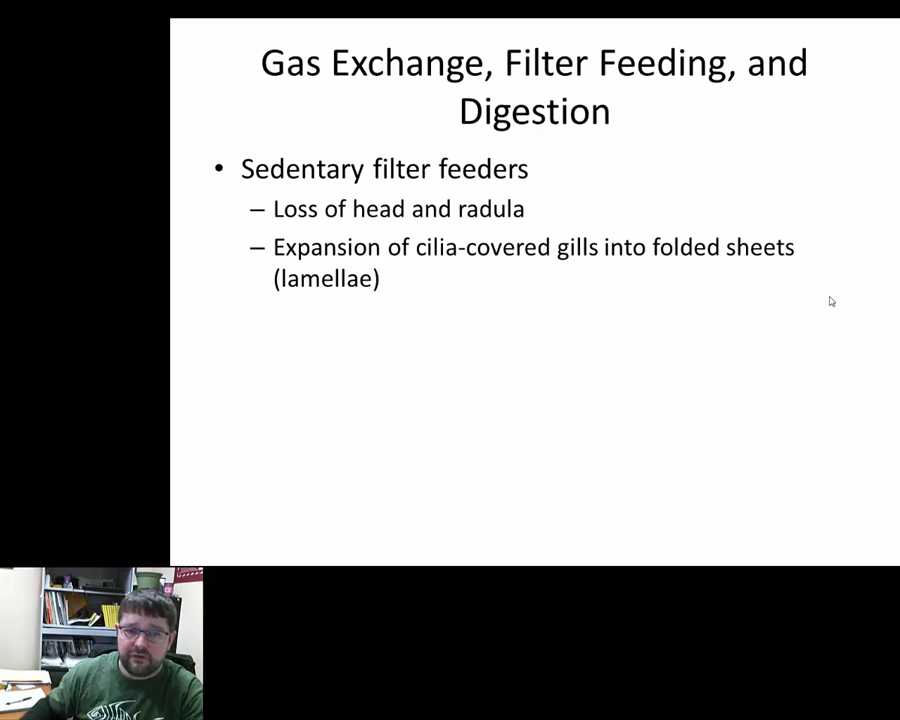 Gas Exchange, Filter Feeding, and
Digestion
• Sedentary filter feeders
– Loss of head and radula
– Expansion of cilia-covered gills into folded sheets
(lamellae)